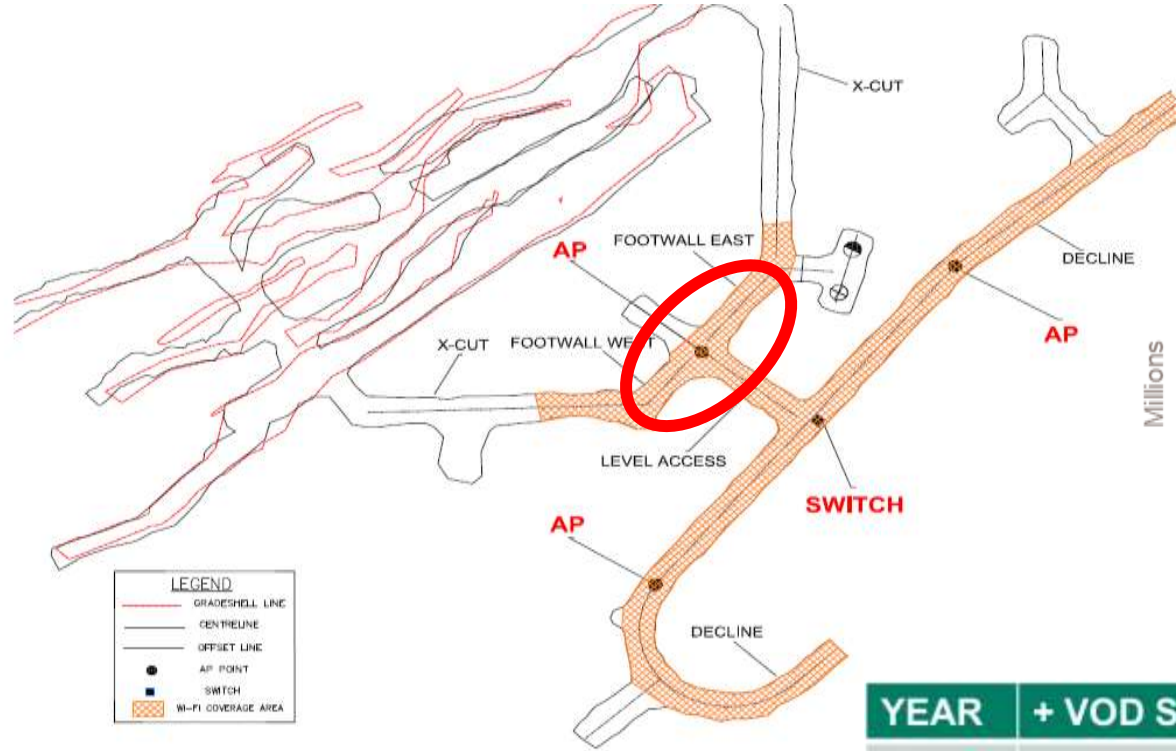 X-CUT
FOOTWALL EAST
AP
DECLINE
AP
X-CUT
FOOTWALL WEST
Millions
LEVEL ACCESS
SWITCH
AP
DECLINE
LEGEND
GRADESHELL LINE
CENTRELINE
OFFSET LINE
AP POINT
SWITCH
WI-FI COVERAGE AREA
YEAR + VOD S